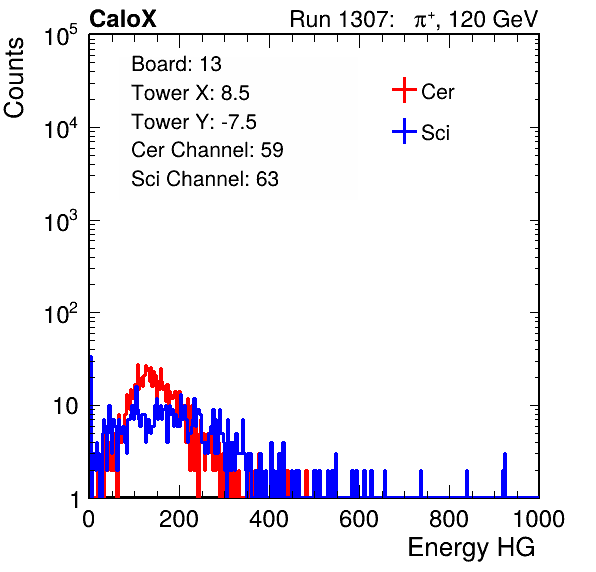 CaloX Run 1307: π⁺, 120 GeV
Counts
10⁵
10⁴
10³
10²
10
1
Board: 13
Tower X: 8.5
Tower Y: -7.5
Cer Channel: 59
Sci Channel: 63
Cer
Sci
0 200 400 600 800 1000
Energy HG